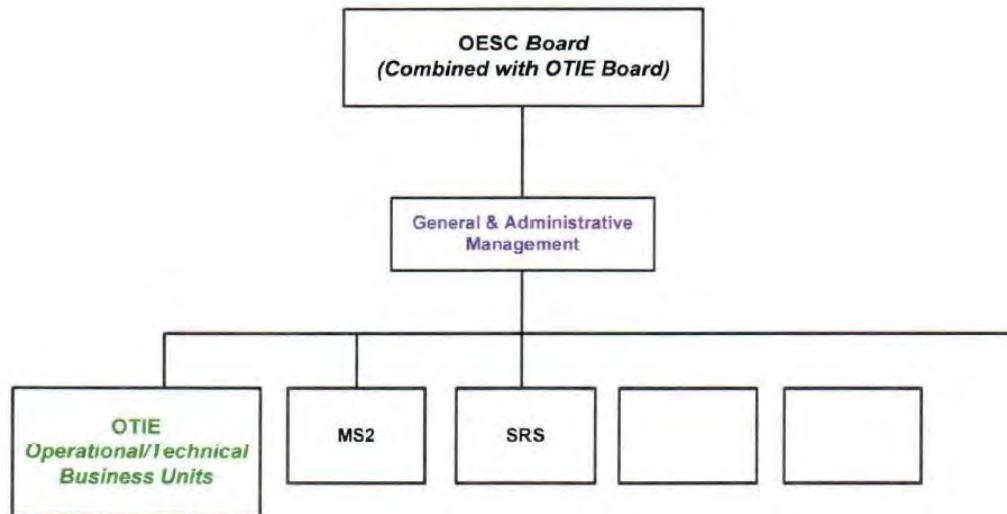 OESC Board
(Combined with OTIE Board)
General & Administrative
Management
OTIE
Operational/Technical
Business Units
MS2
SRS